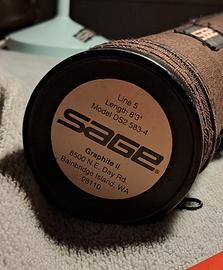 Line 5
Length 8'3"
Model DS2 583-4
SAGE®
Graphite II
8500 N.E. Day Rd.
Bainbridge Island, WA
98110